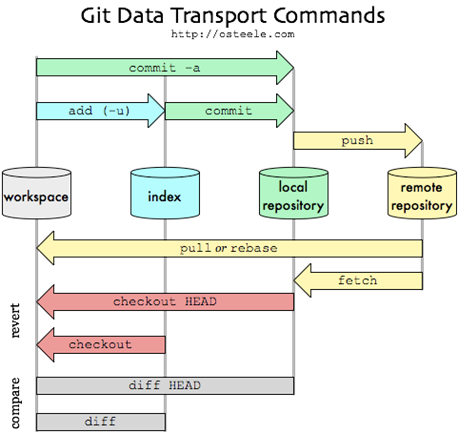 Git Data Transport Commands
http://osteele.com
commit -a
add (-u)
commit
push
workspace
index
local
repository
remote
repository
pull or rebase
fetch
revert
checkout HEAD
checkout
compare
diff HEAD
diff